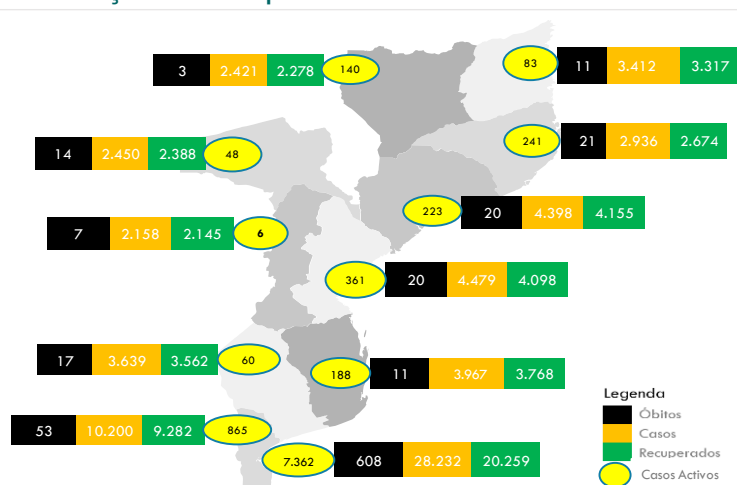 3 2.421 2.278 140
83 11 3.412 3.317
241 21 2.936 2.674
14 2.450 2.388 48
223 20 4.398 4.155
7 2.158 2.145 6
361 20 4.479 4.098
17 3.639 3.562 60
188 11 3.967 3.768
53 10.200 9.282 865
7.362 608 28.232 20.259
Legenda
Óbitos
Casos
Recuperados
Casos Activos